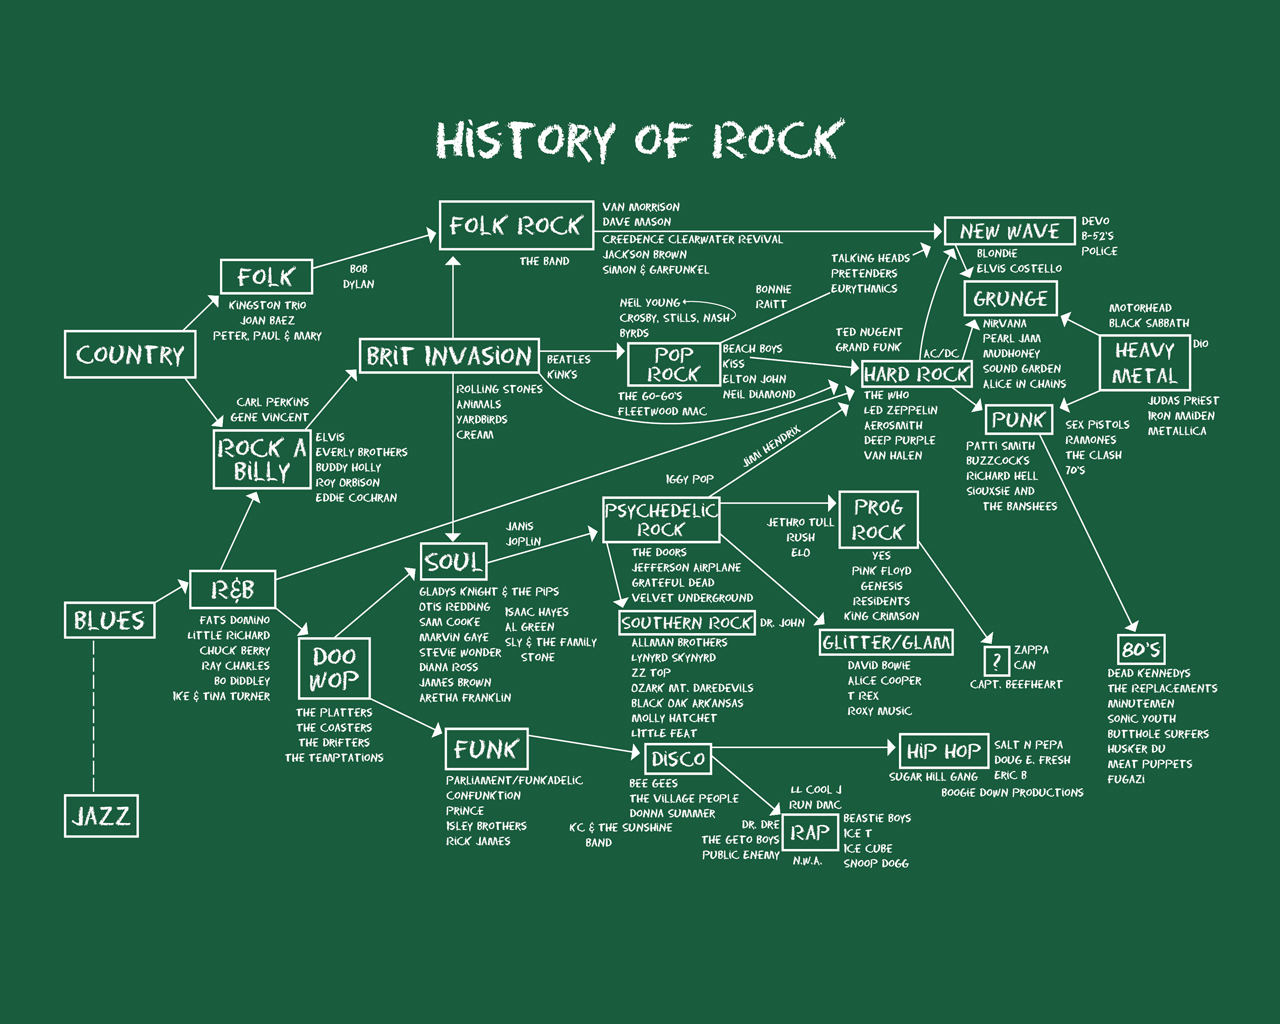 HISTORY OF ROCK
FOLK ROCK
VAN MORRISON
DAVE MASON
CREEDENCE CLEARWATER REVIVAL
JACKSON BROWN
SIMON & GARFUNKEL
THE BAND
NEW WAVE
DEVO
B-52'S
POLICE
BLONDIE
ELVIS COSTELLO
TALKING HEADS
PRETENDERS
EURYTHMICS
FOLK
BOB
DYLAN
KINGSTON TRIO
JOAN BAEZ
PETER, PAUL & MARY
BONNIE
RAITT
GRUNGE
NIRVANA
PEARL JAM
MUDHONEY
SOUND GARDEN
ALICE IN CHAINS
COUNTRY
BRIT INVASION
BEATLES
KINKS
ROLLING STONES
ANIMALS
YARDBIRDS
CREAM
NEIL YOUNG
CROSBY, STILLS, NASH
BYRDS
POP
ROCK
BEACH BOYS
KISS
ELTON JOHN
NEIL DIAMOND
THE GO-GO'S
FLEETWOOD MAC
TED NUGENT
GRAND FUNK
AC/DC
HARD ROCK
THE WHO
LED ZEPPELIN
AEROSMITH
DEEP PURPLE
VAN HALEN
MOTORHEAD
BLACK SABBATH
HEAVY
METAL
DIO
JUDAS PRIEST
IRON MAIDEN
METALLICA
CARL PERKINS
GENE VINCENT
ROCK A
BILLY
ELVIS
EVERLY BROTHERS
BUDDY HOLLY
ROY ORBISON
EDDIE COCHRAN
PUNK
SEX PISTOLS
RAMONES
THE CLASH
70'S
PATTI SMITH
BUZZCOCKS
RICHARD HELL
SIOUXSIE AND
THE BANSHEES
JIMI HENDRIX
IGGY POP
PSYCHEDELIC
ROCK
THE DOORS
JEFFERSON AIRPLANE
GRATEFUL DEAD
VELVET UNDERGROUND
JETHRO TULL
RUSH
ELO
PROG
ROCK
YES
PINK FLOYD
GENESIS
RESIDENTS
KING CRIMSON
JANIS
JOPLIN
SOUL
GLADYS KNIGHT & THE PIPS
OTIS REDDING
SAM COOKE
MARVIN GAYE
STEVIE WONDER
DIANA ROSS
JAMES BROWN
ARETHA FRANKLIN
ISAAC HAYES
AL GREEN
SLY & THE FAMILY
STONE
R&B
FATS DOMINO
LITTLE RICHARD
CHUCK BERRY
RAY CHARLES
BO DIDDLEY
IKE & TINA TURNER
BLUES
SOUTHERN ROCK
DR. JOHN
ALLMAN BROTHERS
LYNYRD SKYNYRD
ZZ TOP
OZARK MT. DAREDEVILS
BLACK OAK ARKANSAS
MOLLY HATCHET
LITTLE FEAT
GLITTER/GLAM
DAVID BOWIE
ALICE COOPER
T REX
ROXY MUSIC
?
ZAPPA
CAN
CAPT. BEEFHEART
80'S
DEAD KENNEDYS
THE REPLACEMENTS
MINUTEMEN
SONIC YOUTH
BUTTHOLE SURFERS
HUSKER DU
MEAT PUPPETS
FUGAZI
DOO
WOP
THE PLATTERS
THE COASTERS
THE DRIFTERS
THE TEMPTATIONS
FUNK
PARLIAMENT/FUNKADELIC
CONFUNKTION
PRINCE
ISLEY BROTHERS
RICK JAMES
DISCO
BEE GEES
THE VILLAGE PEOPLE
DONNA SUMMER
KC & THE SUNSHINE
BAND
HIP HOP
SALT N PEPA
DOUG E. FRESH
ERIC B
SUGAR HILL GANG
BOOGIE DOWN PRODUCTIONS
JAZZ
LL COOL J
RUN DMC
DR. DRE
THE GETO BOYS
PUBLIC ENEMY
RAP
BEASTIE BOYS
ICE T
ICE CUBE
SNOOP DOGG
N.W.A.